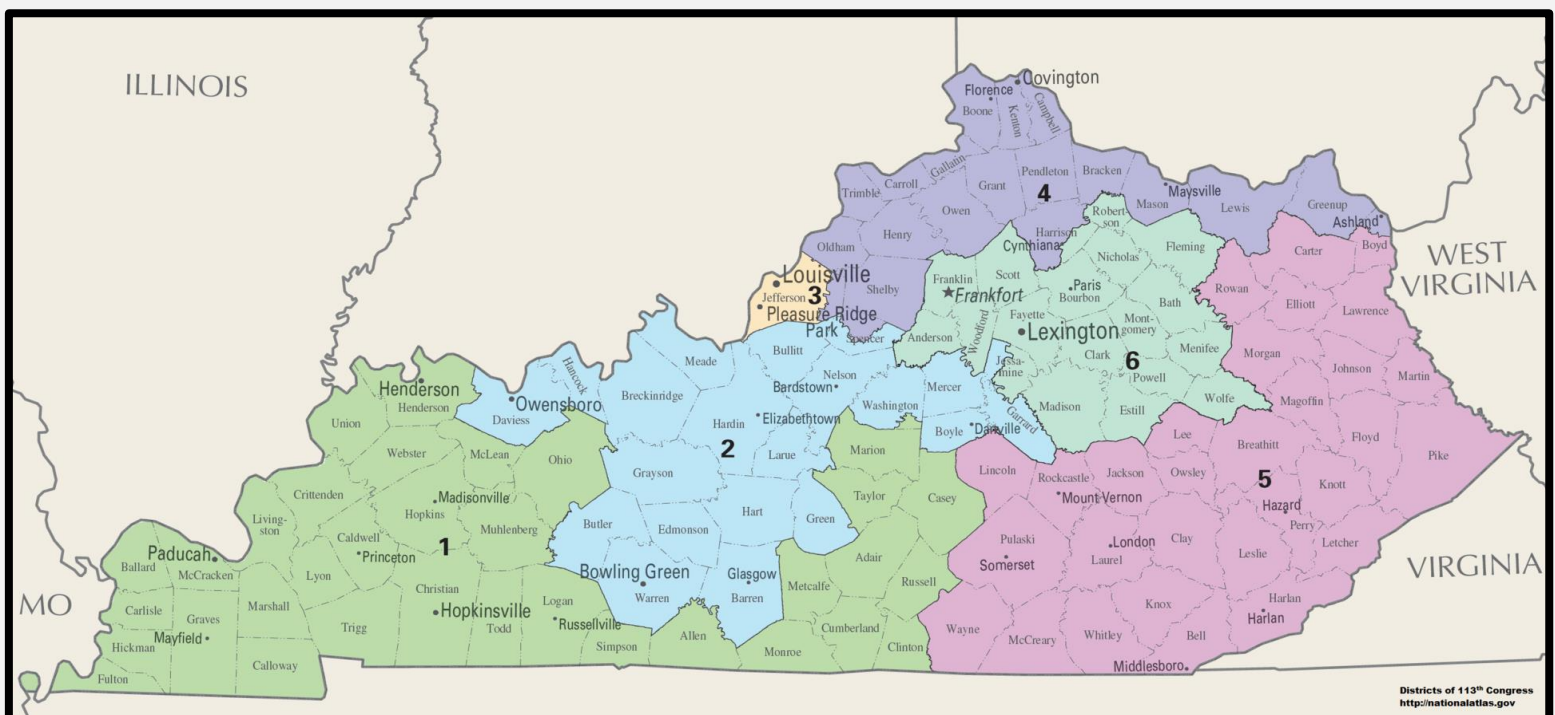 ILLINOIS
Covington
Florence
Boone
Kenton
Campbell
Gallatin
Pendleton
Bracken
Grant
4
Trimble
Carroll
Maysville
Mason
Lewis
Greenup
Ashland
Owen
Robert-
son
Henry
Harrison
Cynthiana
Oldham
Fleming
Carter
Boyd
WEST
VIRGINIA
Nicholas
Louisville
Jefferson
3
Shelby
Franklin
Scott
Frankfort
Paris
Bourbon
Rowan
Elliott
Lawrence
Bath
Pleasure Ridge
Park
Spencer
Anderson
Woodford
Fayette
Lexington
Mont-
gomery
Menifee
Morgan
Clark
6
Powell
Johnson
Martin
Meade
Bullitt
Nelson
Bardstown
Jessa-
mine
Mercer
Washington
Henderson
Henderson
Hancock
Owensboro
Daviess
Breckinridge
Hardin
Elizabethtown
Boyle
Danville
Garrard
Madison
Estill
Wolfe
Magoffin
Union
Webster
McLean
Ohio
2
Larue
Marion
Lee
Breathitt
Floyd
Pike
Grayson
Lincoln
Rockcastle
Jackson
Owsley
5
Knott
Mount Vernon
Hazard
Perry
Crittenden
Madisonville
Hopkins
Living-
ston
Muhlenberg
Butler
Edmonson
Hart
Green
Taylor
Casey
Caldwell
Princeton
1
Pulaski
Somerset
London
Laurel
Clay
Leslie
Letcher
Paducah
Ballard
McCracken
Lyon
Christian
Bowling Green
Warren
Glasgow
Barren
Adair
Metcalfe
Russell
VIRGINIA
MO
Carlisle
Graves
Marshall
Mayfield
Hickman
Trigg
Hopkinsville
Todd
Logan
Russellville
Simpson
Allen
Monroe
Cumberland
Clinton
Wayne
McCreary
Whitley
Knox
Bell
Harlan
Harlan
Middlesboro
Fulton
Calloway
Districts of 113th Congress
http://nationalatlas.gov